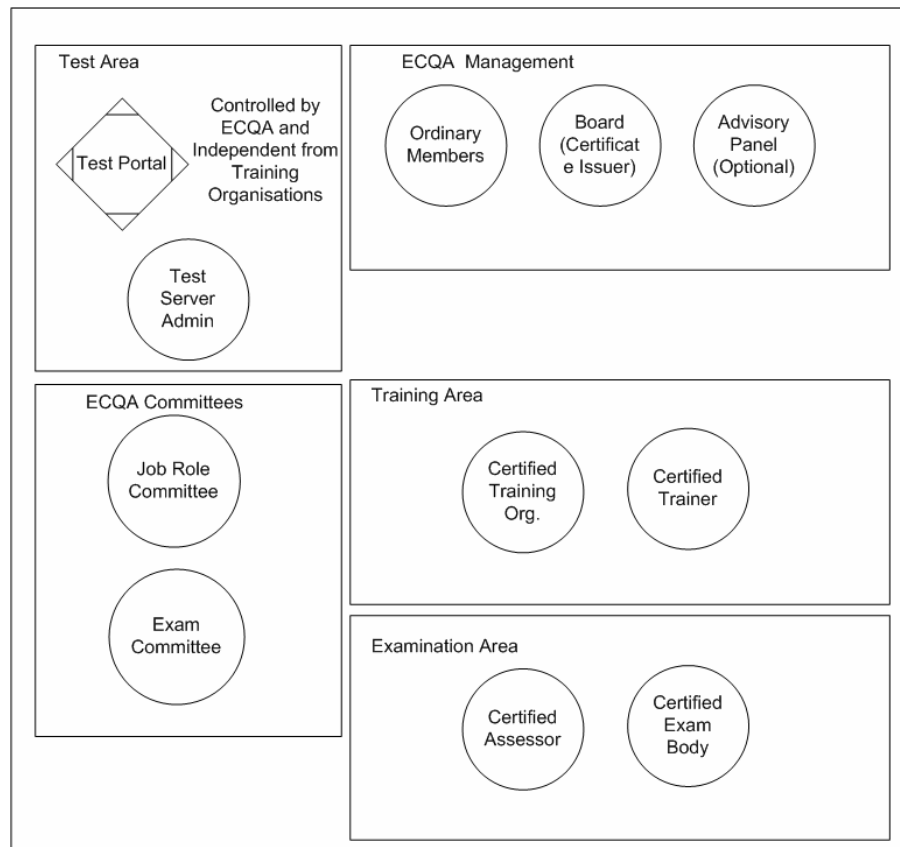 Test Area
Test Portal
Controlled by
ECQA and
Independent from
Training
Organisations
Test
Server
Admin
ECQA Management
Ordinary
Members
Board
(Certificat
e Issuer)
Advisory
Panel
(Optional)
ECQA Committees
Job Role
Committee
Exam
Committee
Training Area
Certified
Training
Org.
Certified
Trainer
Examination Area
Certified
Assessor
Certified
Exam
Body